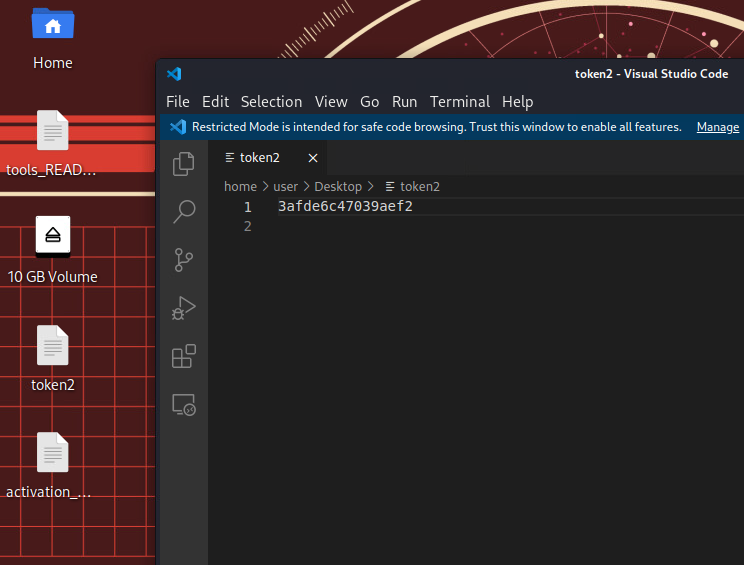 Home
tools_READ...
10 GB Volume
token2
activation_...
token2 - Visual Studio Code
File Edit Selection View Go Run Terminal Help
Restricted Mode is intended for safe code browsing. Trust this window to enable all features. Manage
token2
home > user > Desktop > token2
1 3afde6c47039aef2
2